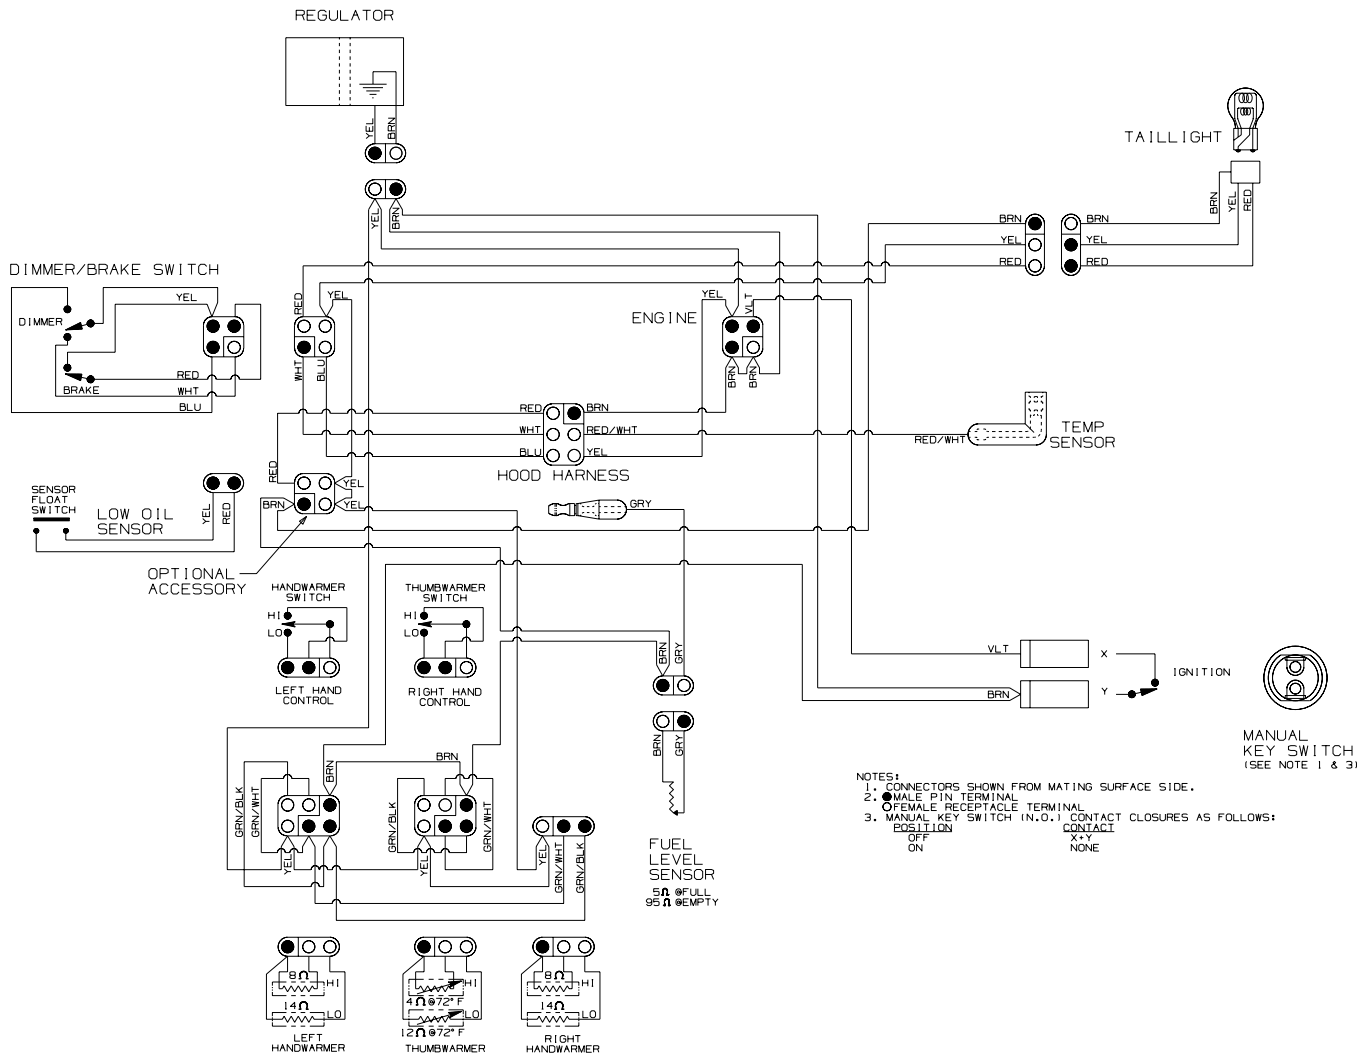 REGULATOR
YEL
BRN
YEL
BRN
TAILLIGHT
BRN
YEL
RED
BRN
YEL
RED
BRN
YEL
RED
DIMMER/BRAKE SWITCH
YEL
DIMMER
RED
BRAKE
WHT
BLU
RED
YEL
WHT
BLU
ENGINE
YEL
VLT
BRN
BRN
RED
BRN
WHT
RED/WHT
BLU
YEL
HOOD HARNESS
RED/WHT
TEMP
SENSOR
SENSOR
FLOAT
SWITCH
LOW OIL
SENSOR
YEL
RED
RED
YEL
BRN
YEL
OPTIONAL
ACCESSORY
GRY
HANDWARMER
SWITCH
HI
LO
LEFT HAND
CONTROL
THUMBWARMER
SWITCH
HI
LO
RIGHT HAND
CONTROL
BRN
GRY
BRN
GRY
VLT
X
BRN
Y
IGNITION
MANUAL
KEY SWITCH
(SEE NOTE 1 & 3)
NOTES:
1. CONNECTORS SHOWN FROM MATING SURFACE SIDE.
2. ●MALE PIN TERMINAL
○FEMALE RECEPTACLE TERMINAL
3. MANUAL KEY SWITCH (N.O.) CONTACT CLOSURES AS FOLLOWS:
POSITION CONTACT
OFF X+Y
ON NONE
BRN
BRN
GRN/BLK
GRN/WHT
YEL
GRN/BLK
GRN/WHT
YEL
YEL
GRN/WHT
GRN/BLK
FUEL
LEVEL
SENSOR
5Ω @FULL
95Ω @EMPTY
8Ω
HI
14Ω
LO
LEFT
HANDWARMER
HI
4Ω@72°F
LO
12Ω@72°F
THUMBWARMER
8Ω
HI
14Ω
LO
RIGHT
HANDWARMER